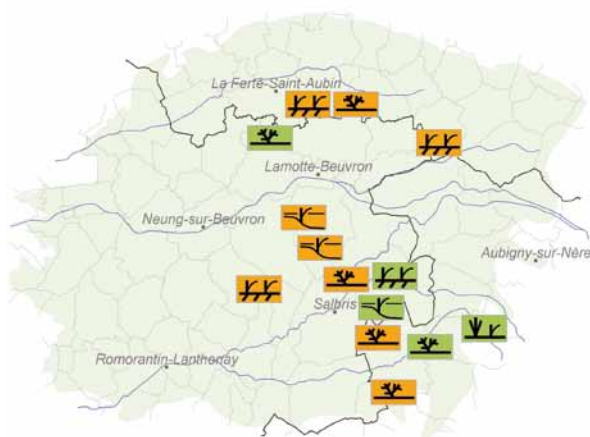 La Ferté-Saint-Aubin
Lamotte-Beuvron
Neung-sur-Beuvron
Aubigny-sur-Nère
Salbris
Romorantin-Lanthenay